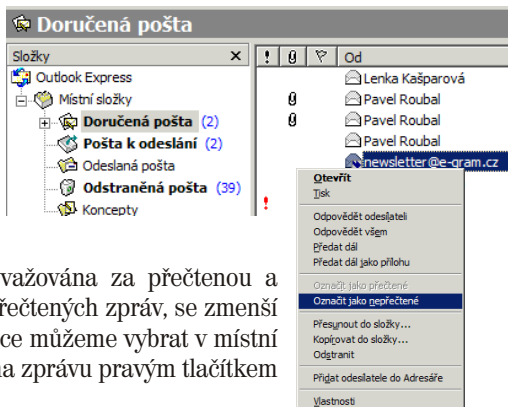 Doručená pošta
Složky
Od
Outlook Express
Místní složky
Doručená pošta (2)
Pošta k odeslání (2)
Odeslaná pošta
Odstraněná pošta (39)
Koncepty
Lenka Kašparová
Pavel Roubal
Pavel Roubal
Pavel Roubal
newsletter@e-gram.cz
Otevřít
Tisk
Odpovědět odesílateli
Odpovědět všem
Předat dál
Předat dál jako přílohu
Označit jako přečtené
Označit jako nepřečtené
Přesunout do složky...
Kopírovat do složky...
Odstranit
Přidat odesílatele do Adresáře
Vlastnosti
važována za přečtenou a
řečtených zpráv, se zmenší
ce můžeme vybrat v místní
na zprávu pravým tlačítkem